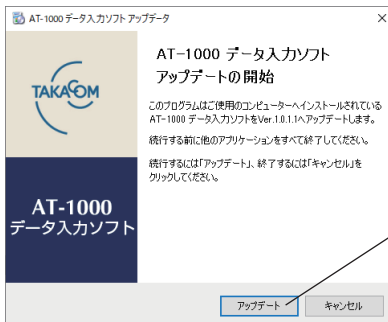 AT-1000 データ入力ソフト アップデータ
TAKACOM
AT-1000
データ入力ソフト
AT-1000 データ入力ソフト
アップデートの開始
このプログラムはご使用のコンピューターへインストールされている
AT-1000 データ入力ソフトをVer.1.0.1.1へアップデートします。
続行する前に他のアプリケーションをすべて終了してください。
続行するには「アップデート」、終了するには「キャンセル」を
クリックしてください。
アップデート
キャンセル